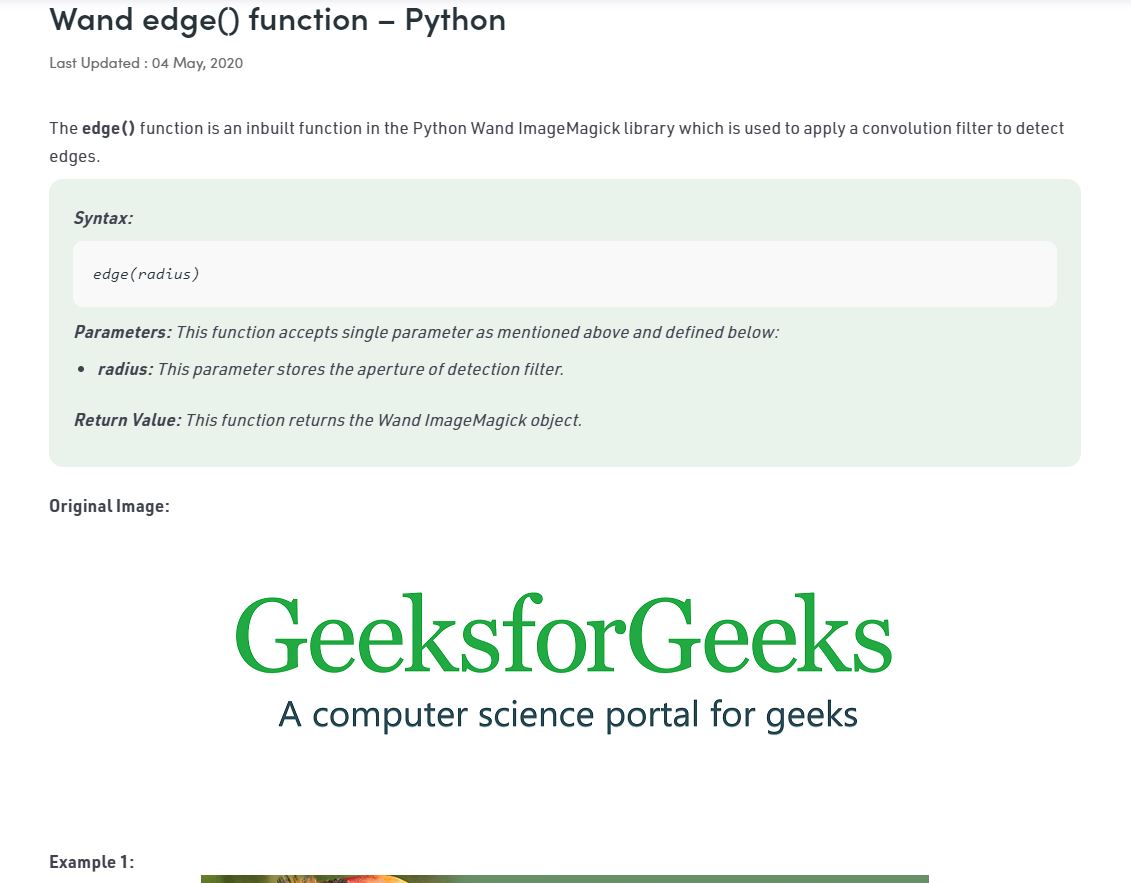 Wand edge() function – Python
Last Updated : 04 May, 2020
The edge() function is an inbuilt function in the Python Wand ImageMagick library which is used to apply a convolution filter to detect
edges.
Syntax:
edge(radius)
Parameters: This function accepts single parameter as mentioned above and defined below:
• radius: This parameter stores the aperture of detection filter.
Return Value: This function returns the Wand ImageMagick object.
Original Image:
GeeksforGeeks
A computer science portal for geeks
Example 1: